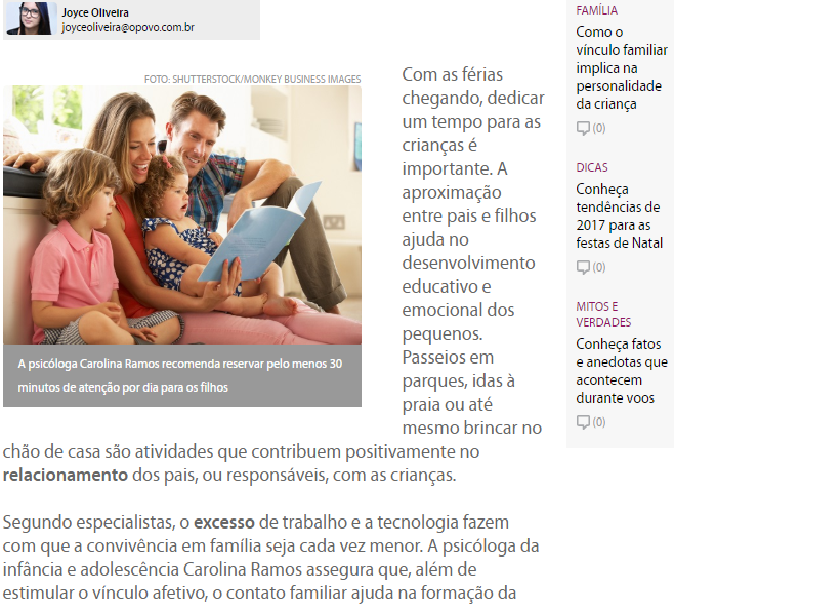 Joyce Oliveira
joyceoliveira@opovo.com.br
FOTO: SHUTTERSTOCK/MONKEY BUSINESS IMAGES
A psicóloga Carolina Ramos recomenda reservar pelo menos 30
minutos de atenção por dia para os filhos
Com as férias
chegando, dedicar
um tempo para as
crianças é
importante. A
aproximação
entre pais e filhos
ajuda no
desenvolvimento
educativo e
emocional dos
pequenos.
Passeios em
parques, idas à
praia ou até
mesmo brincar no
chão de casa são atividades que contribuem positivamente no
relacionamento dos pais, ou responsáveis, com as crianças.
Segundo especialistas, o excesso de trabalho e a tecnologia fazem
com que a convivência em família seja cada vez menor. A psicóloga da
infância e adolescência Carolina Ramos assegura que, além de
estimular o vínculo afetivo, o contato familiar ajuda na formação da
FAMÍLIA
Como o
vínculo familiar
implica na
personalidade
da criança
(0)
DICAS
Conheça
tendências de
2017 para as
festas de Natal
(0)
MITOS E
VERDADES
Conheça fatos
e anedotas que
acontecem
durante voos
(0)